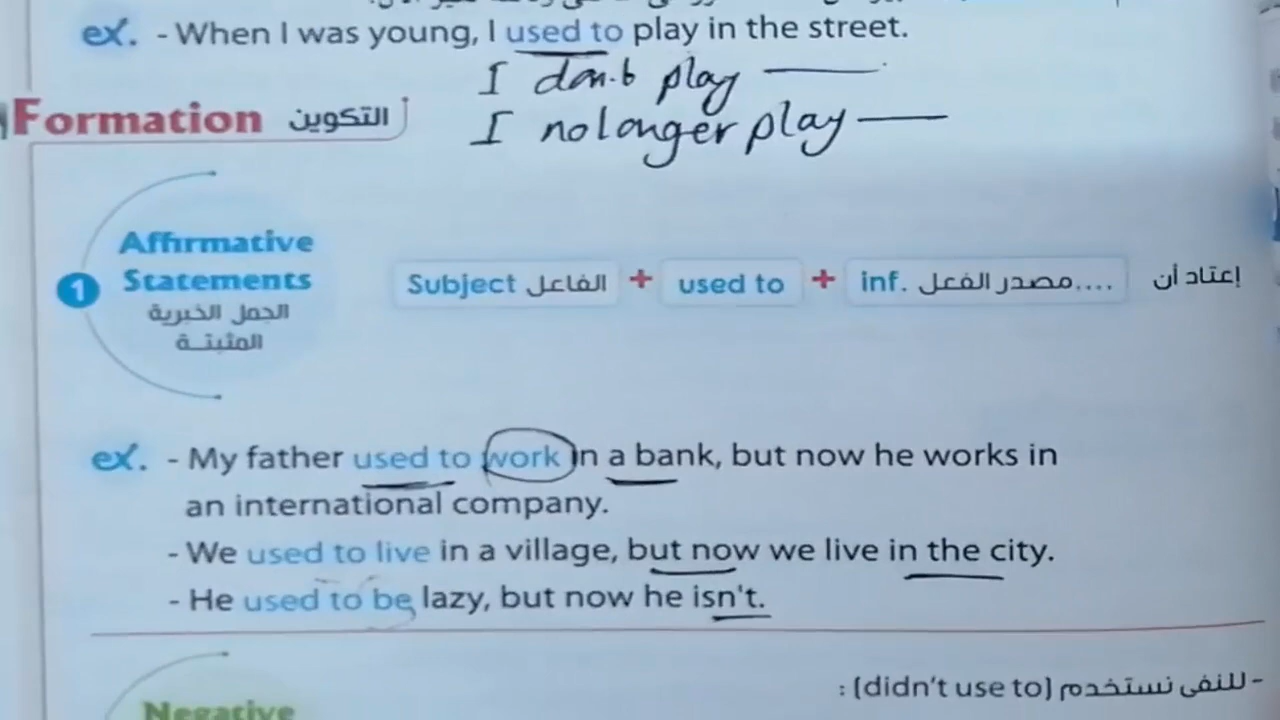 ex. - When I was young, I used to play in the street.
I don't play
I no longer play
Formation التكوين
Affirmative
1 Statements
الجمل الخبرية
المثبتة
Subject الفاعل + used to + inf. مصدر الفعل.... إعتاد أن
ex. - My father used to work in a bank, but now he works in
an international company.
- We used to live in a village, but now we live in the city.
- He used to be lazy, but now he isn't.
- للنفى نستخدم (didn't use to) :
Negative